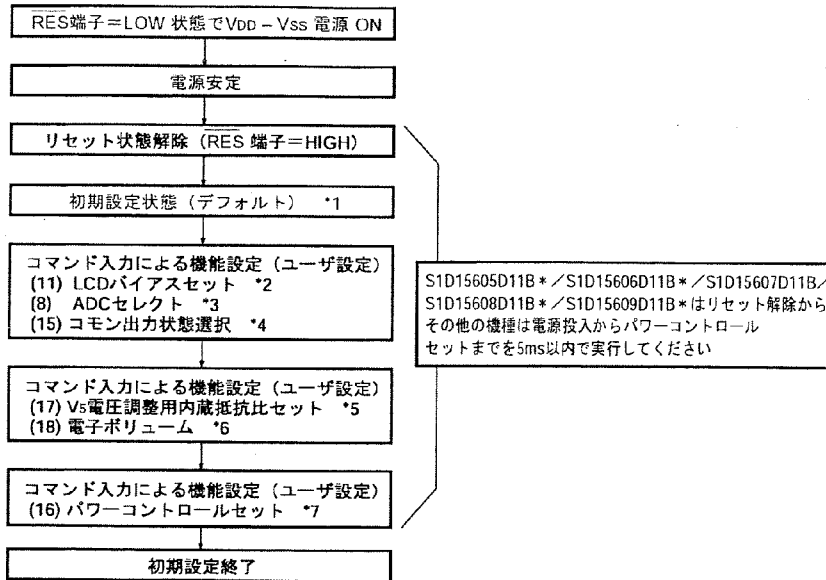 RES端子=LOW 状態でVDD – VSS 電源 ON
電源安定
リセット状態解除 (RES 端子=HIGH)
初期設定状態 (デフォルト) *1
コマンド入力による機能設定 (ユーザ設定)
(11) LCDバイアスセット *2
(8) ADCセレクト *3
(15) コモン出力状態選択 *4
コマンド入力による機能設定 (ユーザ設定)
(17) V5電圧調整用内蔵抵抗比セット *5
(18) 電子ボリューム *6
コマンド入力による機能設定 (ユーザ設定)
(16) パワーコントロールセット *7
初期設定終了
S1D15605D11B*/S1D15606D11B*/S1D15607D11B/
S1D15608D11B*/S1D15609D11B*はリセット解除から
その他の機種は電源投入からパワーコントロール
セットまでを5ms以内で実行してください